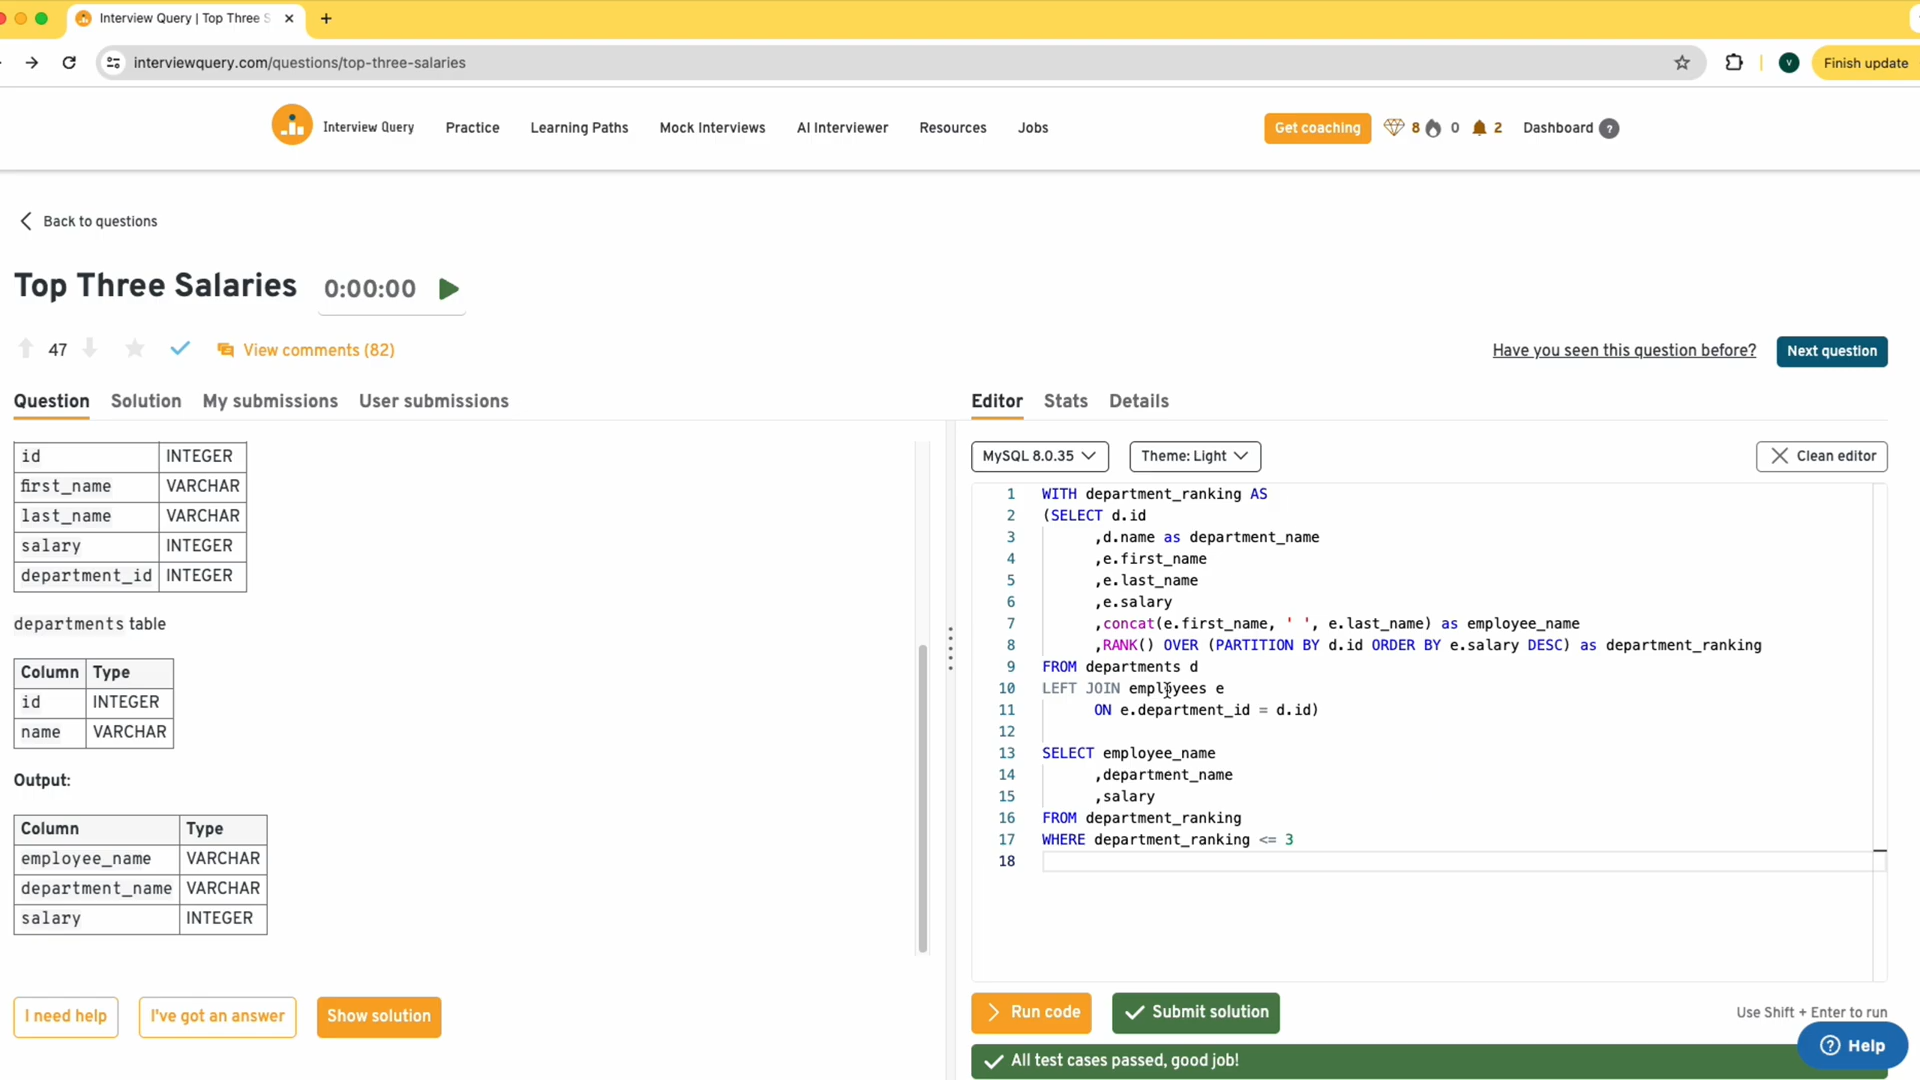 Interview Query | Top Three S
interviewquery.com/questions/top-three-salaries
V
Finish update
Interview Query
Practice
Learning Paths
Mock Interviews
AI Interviewer
Resources
Jobs
Get coaching
8
0
2
Dashboard ?
Back to questions
Top Three Salaries
0:00:00
47
View comments (82)
Have you seen this question before?
Next question
Question
Solution
My submissions
User submissions
id INTEGER
first_name VARCHAR
last_name VARCHAR
salary INTEGER
department_id INTEGER
departments table
Column Type
id INTEGER
name VARCHAR
Output:
Column Type
employee_name VARCHAR
department_name VARCHAR
salary INTEGER
I need help
I've got an answer
Show solution
Editor
Stats
Details
MySQL 8.0.35
Theme: Light
Clean editor
1 WITH department_ranking AS
2 (SELECT d.id
3 ,d.name as department_name
4 ,e.first_name
5 ,e.last_name
6 ,e.salary
7 ,concat(e.first_name, ' ', e.last_name) as employee_name
8 ,RANK() OVER (PARTITION BY d.id ORDER BY e.salary DESC) as department_ranking
9 FROM departments d
10 LEFT JOIN employees e
11 ON e.department_id = d.id)
12
13 SELECT employee_name
14 ,department_name
15 ,salary
16 FROM department_ranking
17 WHERE department_ranking <= 3
18
Run code
Submit solution
Use Shift + Enter to run
All test cases passed, good job!
? Help